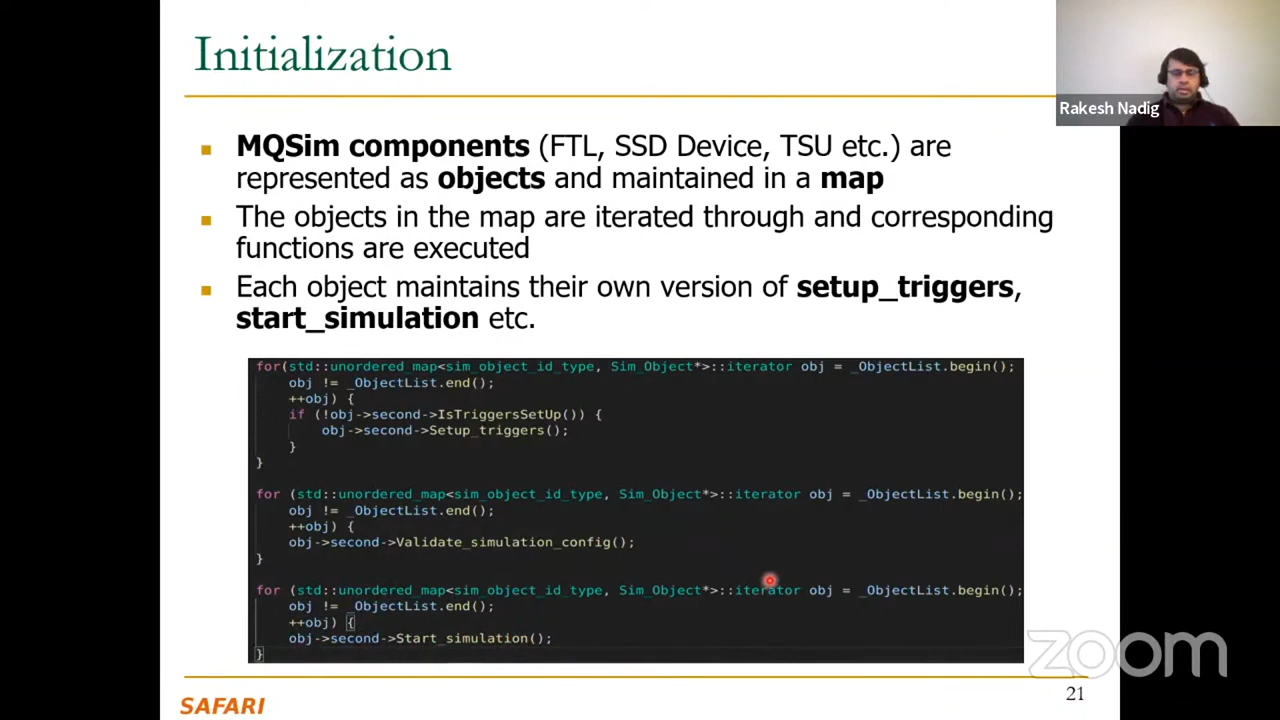 Initialization
Rakesh Nadig
▪ MQSim components (FTL, SSD Device, TSU etc.) are
represented as objects and maintained in a map
▪ The objects in the map are iterated through and corresponding
functions are executed
▪ Each object maintains their own version of setup_triggers,
start_simulation etc.
for(std::unordered_map<sim_object_id_type, Sim_Object*>::iterator obj = _ObjectList.begin();
obj != _ObjectList.end();
++obj) {
if (!obj->second->IsTriggersSetUp()) {
obj->second->Setup_triggers();
}
}
for (std::unordered_map<sim_object_id_type, Sim_Object*>::iterator obj = _ObjectList.begin();
obj != _ObjectList.end();
++obj) {
obj->second->Validate_simulation_config();
}
for (std::unordered_map<sim_object_id_type, Sim_Object*>::iterator obj = _ObjectList.begin();
obj != _ObjectList.end();
++obj) {
obj->second->Start_simulation();
}
zoom
SAFARI
21